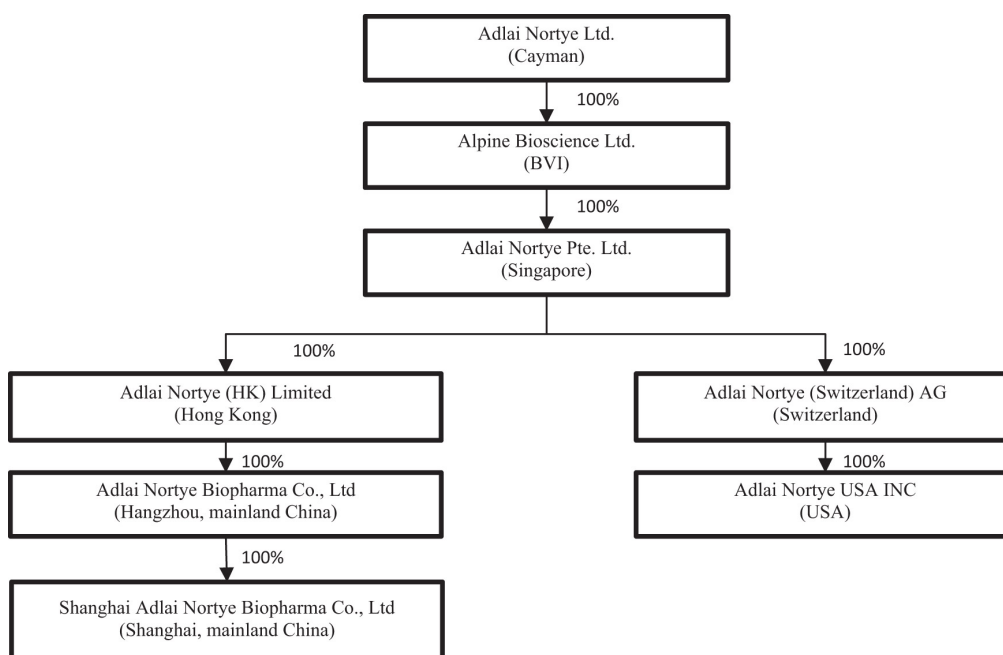 Adlai Nortye Ltd.
(Cayman)
100%
Alpine Bioscience Ltd.
(BVI)
100%
Adlai Nortye Pte. Ltd.
(Singapore)
100%
100%
Adlai Nortye (HK) Limited
(Hong Kong)
Adlai Nortye (Switzerland) AG
(Switzerland)
100%
100%
Adlai Nortye Biopharma Co., Ltd
(Hangzhou, mainland China)
Adlai Nortye USA INC
(USA)
100%
Shanghai Adlai Nortye Biopharma Co., Ltd
(Shanghai, mainland China)